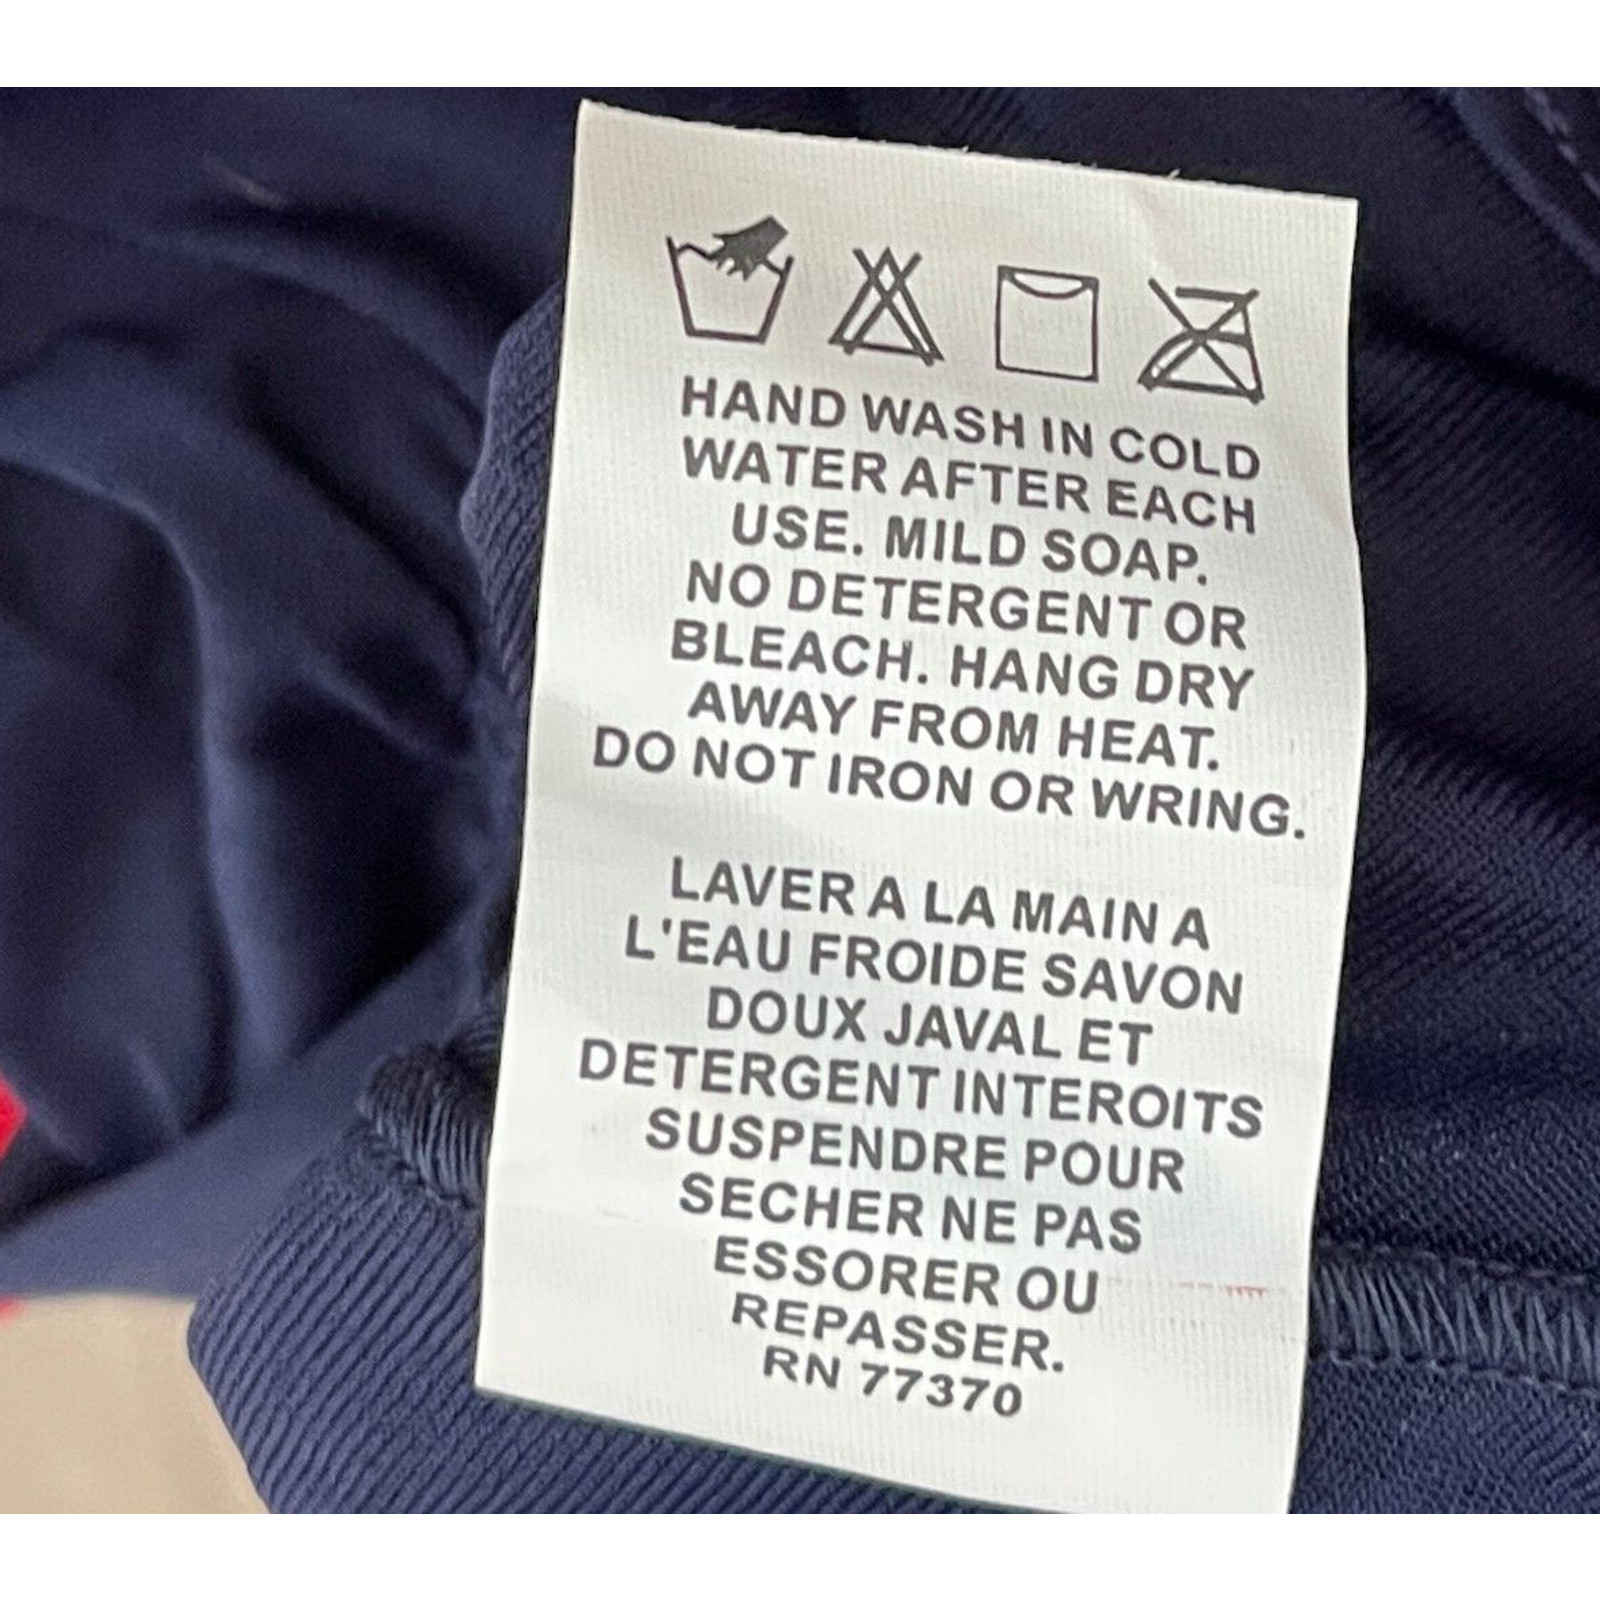 HAND WASH IN COLD
WATER AFTER EACH
USE. MILD SOAP.
NO DETERGENT OR
BLEACH. HANG DRY
AWAY FROM HEAT.
DO NOT IRON OR WRING.
LAVER A LA MAIN A
L'EAU FROIDE SAVON
DOUX JAVAL ET
DETERGENT INTEROITS
SUSPENDRE POUR
SECHER NE PAS
ESSORER OU
REPASSER.
RN 77370